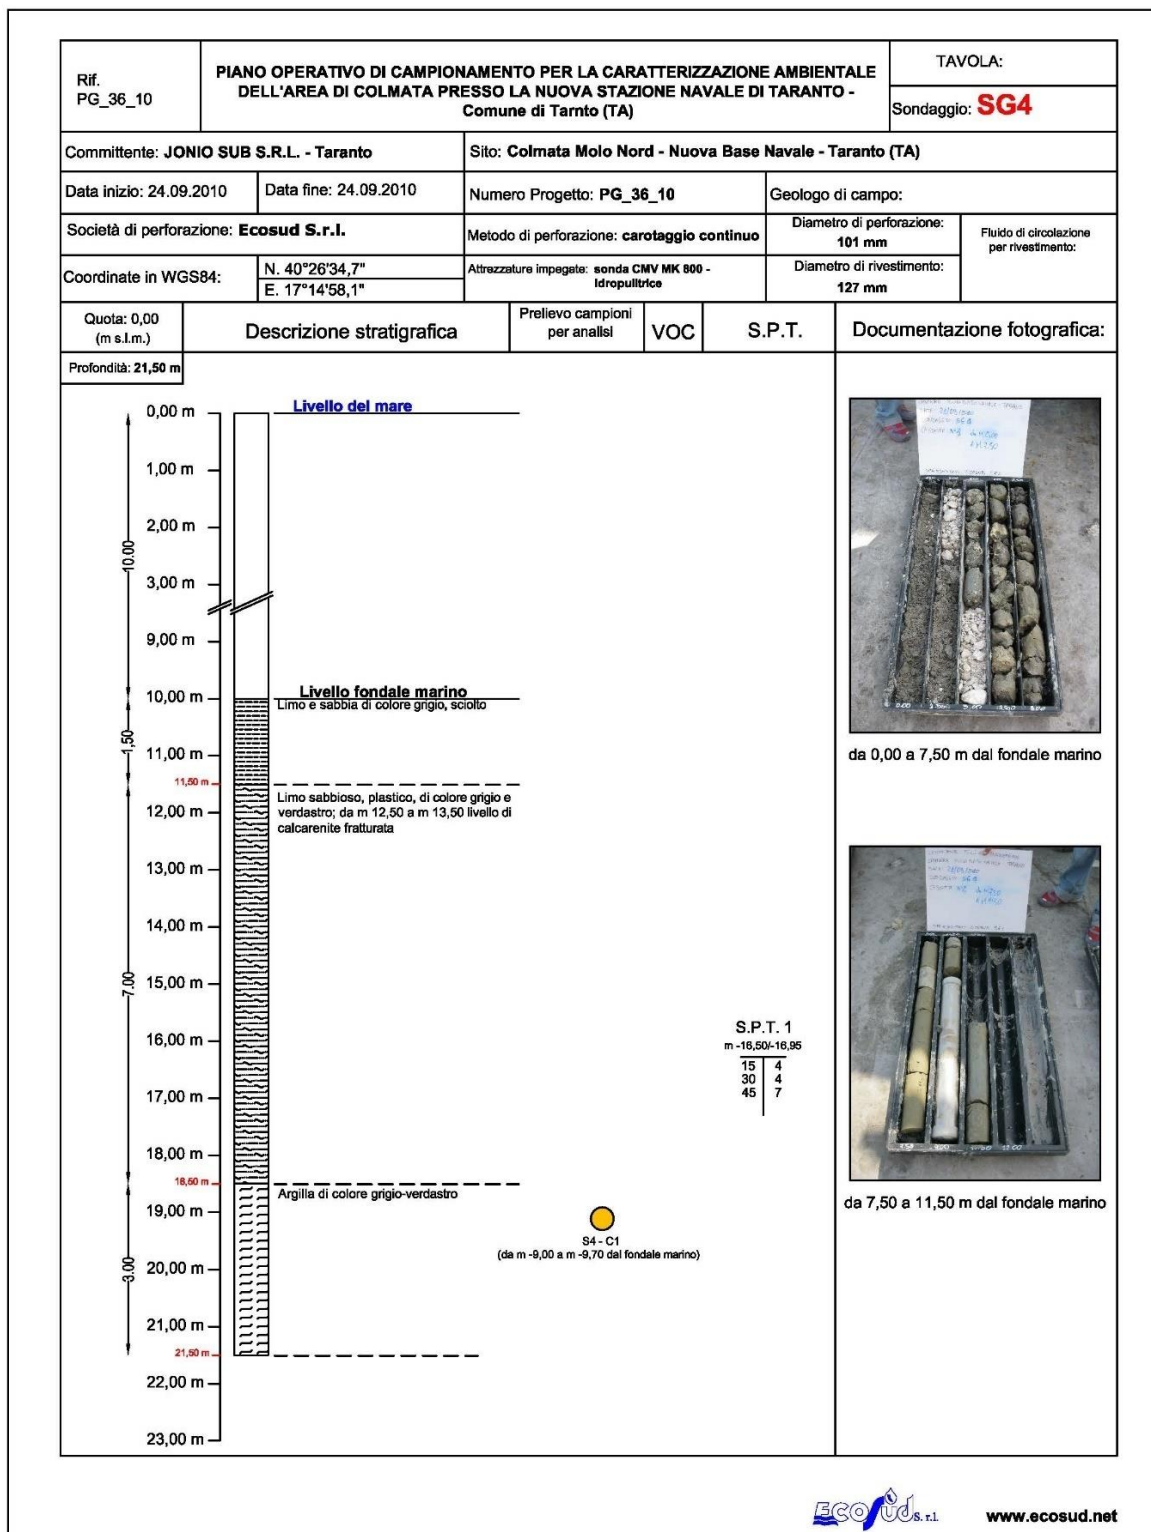 Rif.
PG_36_10
PIANO OPERATIVO DI CAMPIONAMENTO PER LA CARATTERIZZAZIONE AMBIENTALE
DELL'AREA DI COLMATA PRESSO LA NUOVA STAZIONE NAVALE DI TARANTO -
Comune di Tarnto (TA)
TAVOLA:
Sondaggio: SG4
Committente: JONIO SUB S.R.L. - Taranto
Sito: Colmata Molo Nord - Nuova Base Navale - Taranto (TA)
Data inizio: 24.09.2010
Data fine: 24.09.2010
Numero Progetto: PG_36_10
Geologo di campo:
Società di perforazione: Ecosud S.r.l.
Metodo di perforazione: carotaggio continuo
Diametro di perforazione:
101 mm
Fluido di circolazione
per rivestimento:
Coordinate in WGS84:
N. 40°26'34,7"
E. 17°14'58,1"
Attrezzature impegate: sonda CMV MK 800 -
Idropulitrice
Diametro di rivestimento:
127 mm
Quota: 0,00
(m s.l.m.)
Descrizione stratigrafica
Prelievo campioni
per analisi
VOC
S.P.T.
Documentazione fotografica:
Profondità: 21,50 m
0,00 m
Livello del mare
1,00 m
2,00 m
10.00
3,00 m
9,00 m
10,00 m
Livello fondale marino
Limo e sabbia di colore grigio, sciolto
1,50
11,00 m
11,50 m
Limo sabbioso, plastico, di colore grigio e
verdastro; da m 12,50 a m 13,50 livello di
calcarenite fratturata
12,00 m
13,00 m
14,00 m
7.00
15,00 m
16,00 m
17,00 m
18,00 m
S.P.T. 1
m -16,50/-16,95
15 4
30 4
45 7
18,50 m
Argilla di colore grigio-verdastro
19,00 m
S4 - C1
(da m -9,00 a m -9,70 dal fondale marino)
3.00
20,00 m
21,00 m
21,50 m
22,00 m
23,00 m
da 0,00 a 7,50 m dal fondale marino
da 7,50 a 11,50 m dal fondale marino
ECOSUD S. r.l.
www.ecosud.net